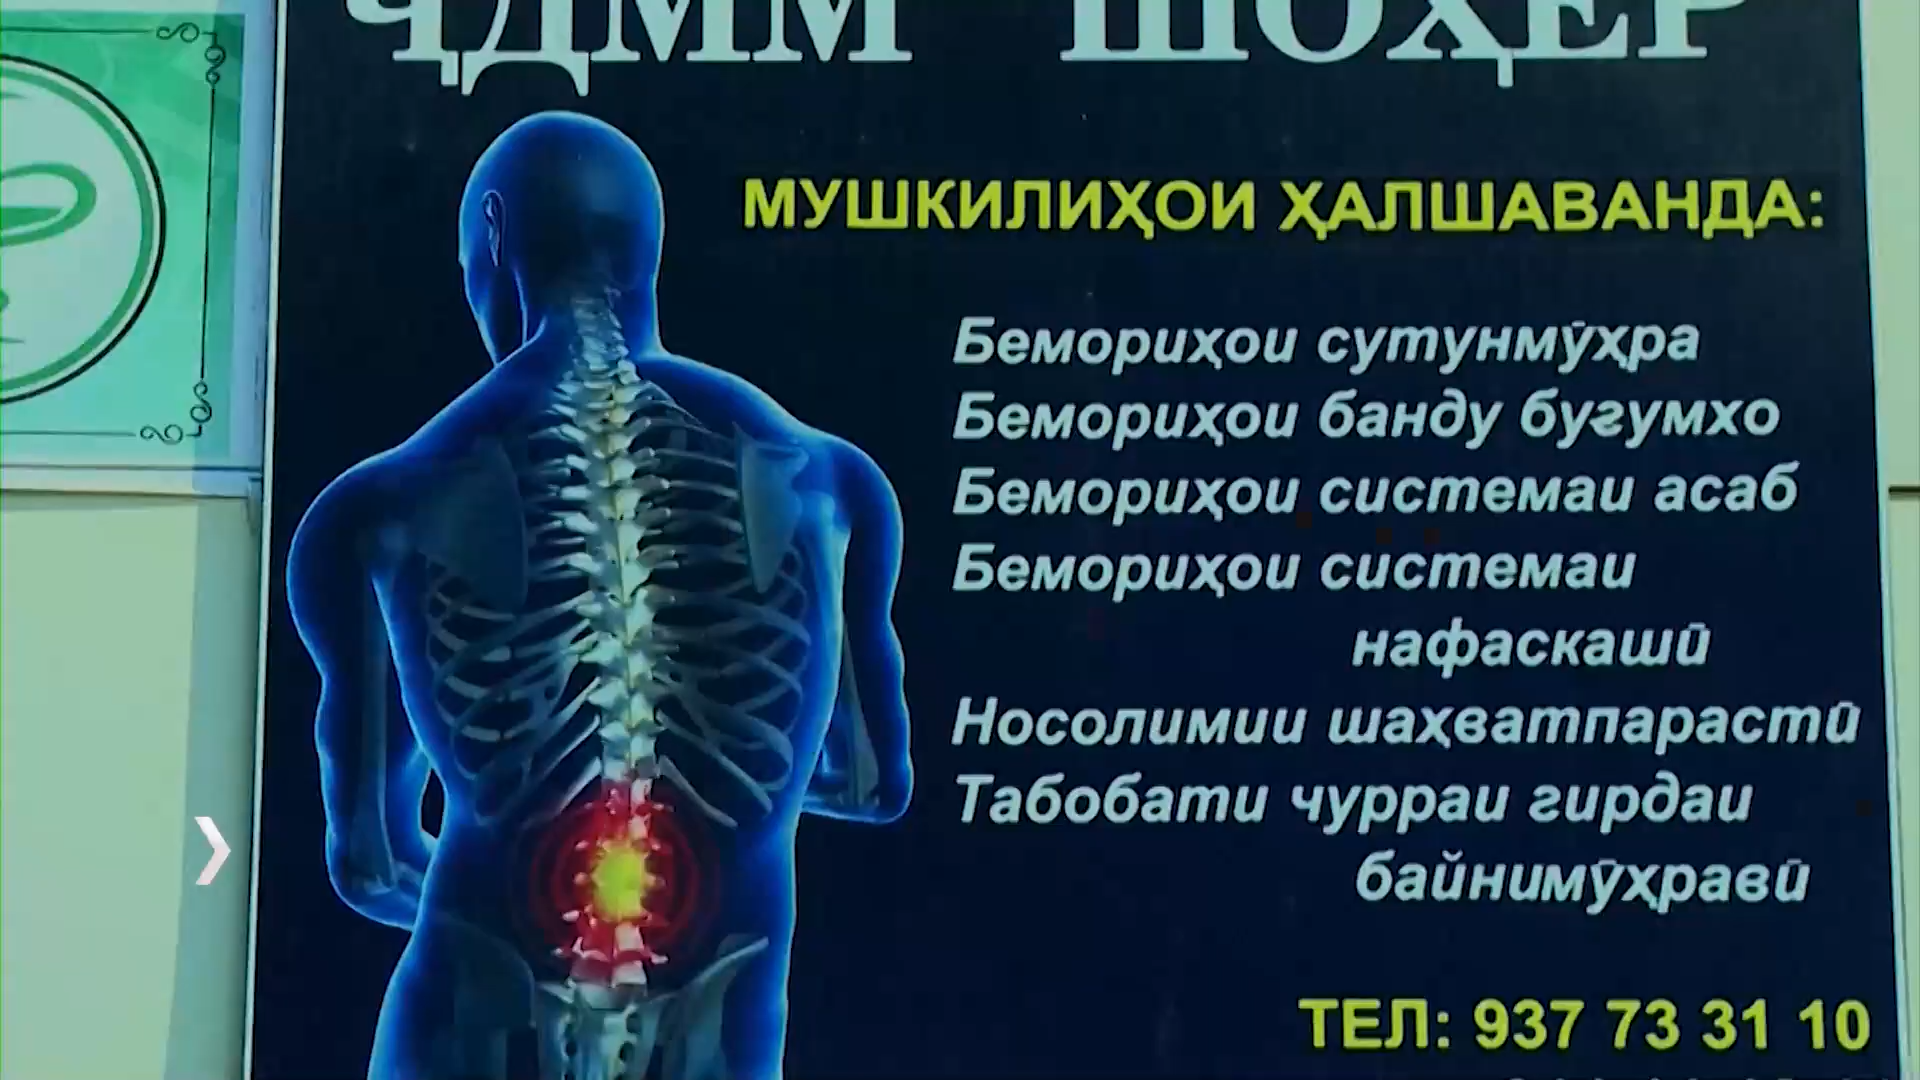 ҶДММ ШОҲЕР
МУШКИЛИҲОИ ҲАЛШАВАНДА:
Бемориҳои сутунмӯҳра
Бемориҳои банду буғумхо
Бемориҳои системаи асаб
Бемориҳои системаи
нафаскашӣ
Носолимии шаҳватпарастӣ
Табобати чурраи гирдаи
байнимӯҳравӣ
ТЕЛ: 937 73 31 10